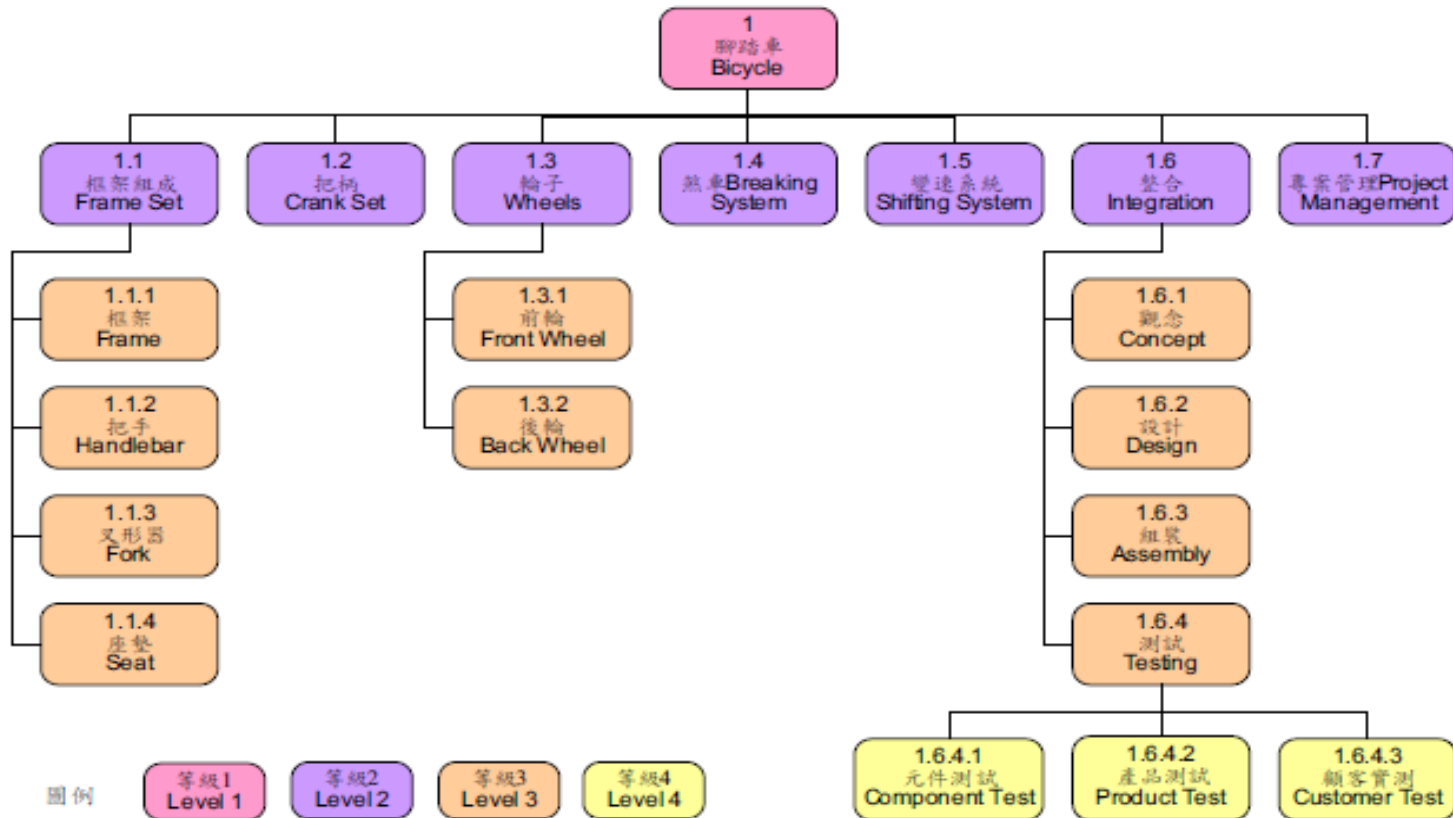 1
腳踏車
Bicycle
1.1
框架組成
Frame Set
1.2
把柄
Crank Set
1.3
輪子
Wheels
1.4
煞車Breaking
System
1.5
變速系統
Shifting System
1.6
整合
Integration
1.7
專案管理Project
Management
1.1.1
框架
Frame
1.1.2
把手
Handlebar
1.1.3
叉形器
Fork
1.1.4
座墊
Seat
1.3.1
前輪
Front Wheel
1.3.2
後輪
Back Wheel
1.6.1
觀念
Concept
1.6.2
設計
Design
1.6.3
組裝
Assembly
1.6.4
測試
Testing
1.6.4.1
元件測試
Component Test
1.6.4.2
產品測試
Product Test
1.6.4.3
顧客實測
Customer Test
圖例
等級1
Level 1
等級2
Level 2
等級3
Level 3
等級4
Level 4